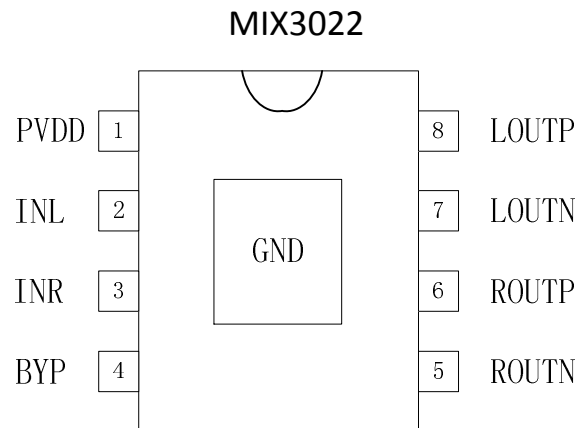 MIX3022
PVDD 1 8 LOUTP
INL 2 7 LOUTN
GND
INR 3 6 ROUTP
BYP 4 5 ROUTN